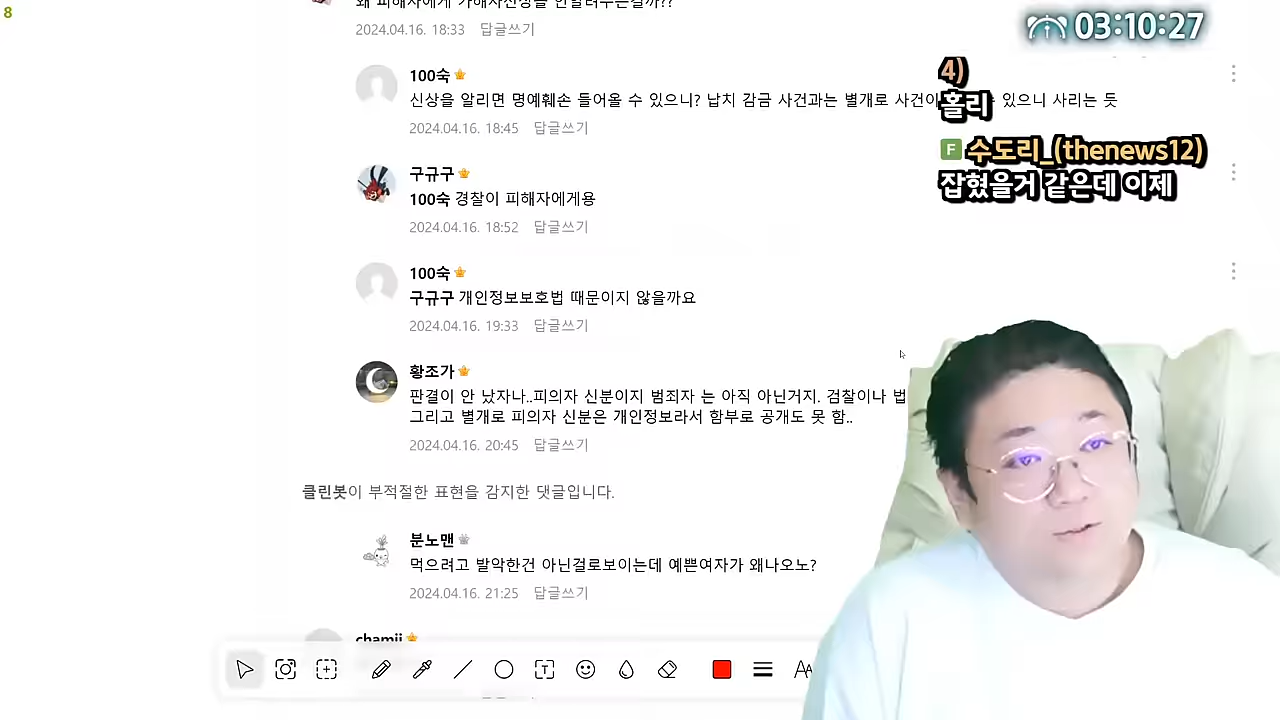 8
왜 피해자에게 가해자신상을 안알려주는걸까??
2024.04.16. 18:33 답글쓰기
03:10:27
100숙
신상을 알리면 명예훼손 들어올 수 있으니? 납치 감금 사건과는 별개로 사건이 있으니 사리는 듯
2024.04.16. 18:45 답글쓰기
4)
홀리
F 수도리_(thenews12)
잡혔을거 같은데 이제
구규구
100숙 경찰이 피해자에게용
2024.04.16. 18:52 답글쓰기
100숙
구규구 개인정보보호법 때문이지 않을까요
2024.04.16. 19:33 답글쓰기
황조가
판결이 안 났자나..피의자 신분이지 범죄자 는 아직 아닌거지. 검찰이나 법
그리고 별개로 피의자 신분은 개인정보라서 함부로 공개도 못 함..
2024.04.16. 20:45 답글쓰기
클린봇이 부적절한 표현을 감지한 댓글입니다.
분노맨
먹으려고 발악한건 아닌걸로보이는데 예쁜여자가 왜나오노?
2024.04.16. 21:25 답글쓰기
chamii
T
AA